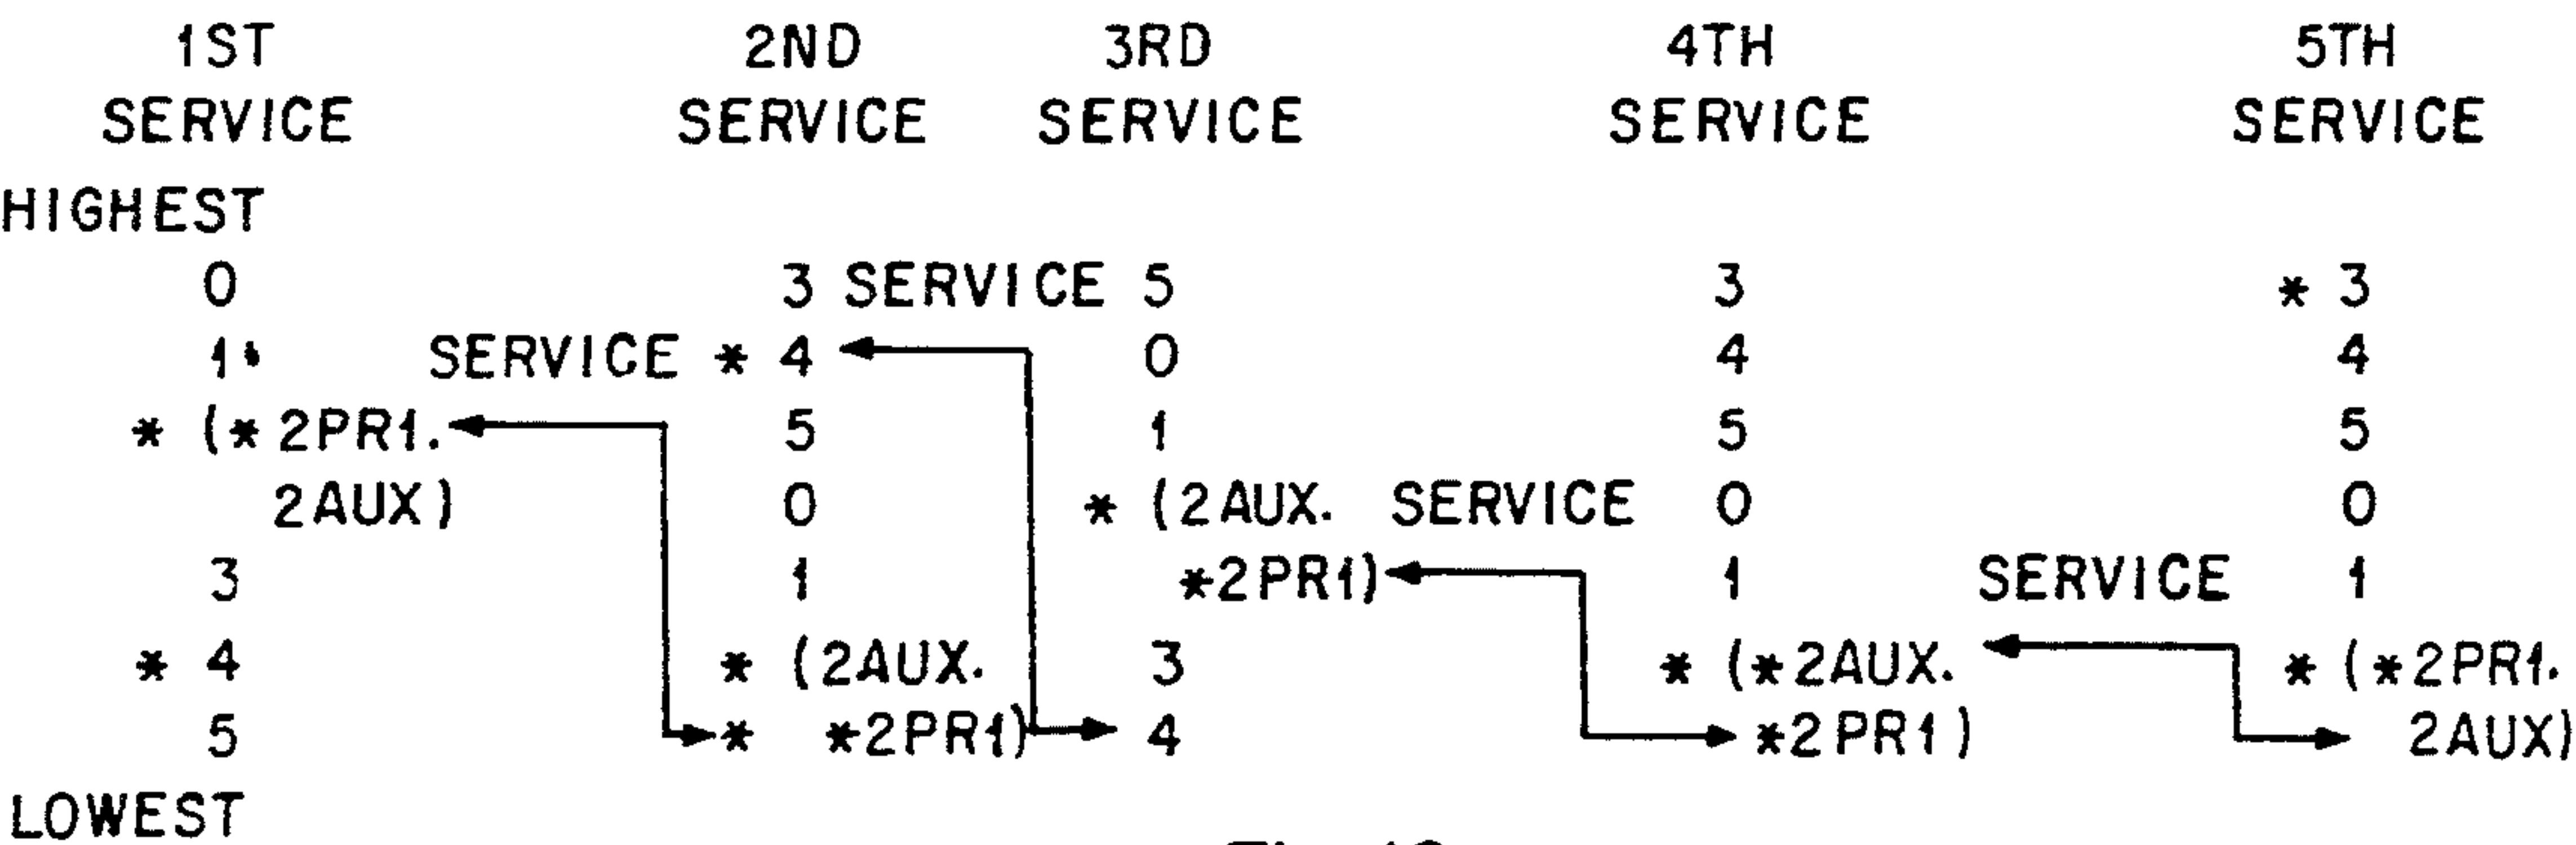 1ST 2ND 3RD 4TH 5TH
SERVICE SERVICE SERVICE SERVICE SERVICE
HIGHEST
0 3 SERVICE 5 3 * 3
1 SERVICE * 4 0 4 4
* (* 2PR1. 5 1 5 5
2AUX) 0 * (2AUX. SERVICE 0 0
3 1 *2PR1) 1 SERVICE 1
* 4 * (2AUX. 3 * (*2AUX. * (*2PR1.
5 * *2PR1) 4 *2PR1) 2AUX)
LOWEST